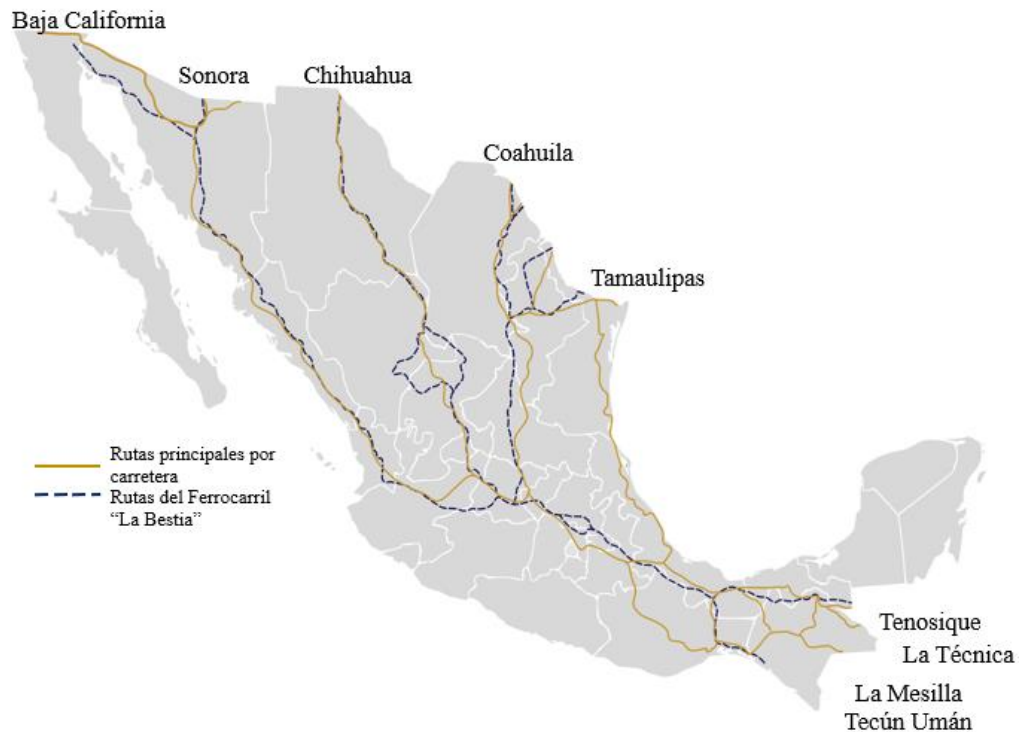 Baja California
Sonora
Chihuahua
Coahuila
Tamaulipas
Rutas principales por
carretera
Rutas del Ferrocarril
“La Bestia”
Tenosique
La Técnica
La Mesilla
Tecún Umán